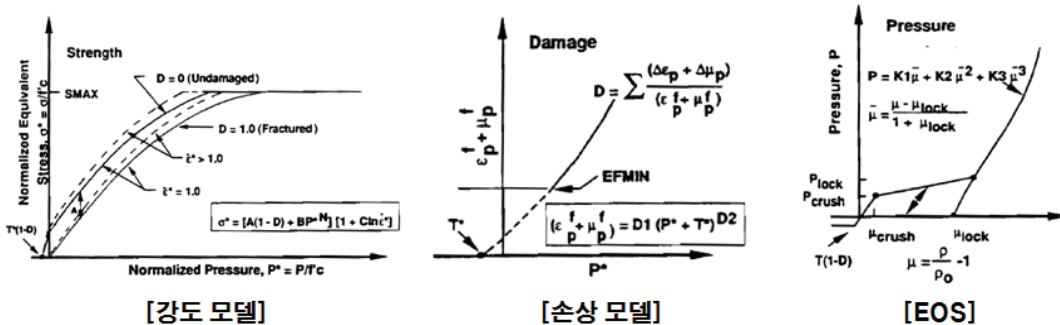 Strength
Normalized Equivalent
Stress, σ* = σ/f'c
SMAX
D = 0 (Undamaged)
D = 1.0 (Fractured)
ε̇* > 1.0
ε̇* = 1.0
A
σ* = [A(1 - D) + BP*ᴺ] [1 + Clnε̇*]
T*(1-D)
Normalized Pressure, P* = P/f'c
[강도 모델]
Damage
D = ∑ (Δεp + Δμp) / (εpᶠ + μpᶠ)
εpᶠ + μpᶠ
EFMIN
T*
(εpᶠ + μpᶠ) = D1 (P* + T*)ᴰ²
P*
[손상 모델]
Pressure
Pressure, P
P = K1μ̄ + K2 μ̄² + K3 μ̄³
μ̄ = (μ - μlock) / (1 + μlock)
Plock
Pcrush
μcrush
μlock
T(1-D)
μ = ρ/ρo -1
[EOS]